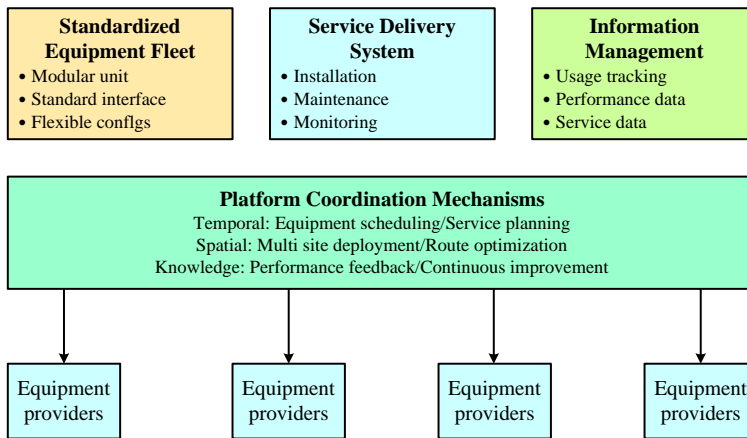 Standardized
Equipment Fleet
• Modular unit
• Standard interface
• Flexible conflgs
Service Delivery
System
• Installation
• Maintenance
• Monitoring
Information
Management
• Usage tracking
• Performance data
• Service data
Platform Coordination Mechanisms
Temporal: Equipment scheduling/Service planning
Spatial: Multi site deployment/Route optimization
Knowledge: Performance feedback/Continuous improvement
Equipment
providers
Equipment
providers
Equipment
providers
Equipment
providers